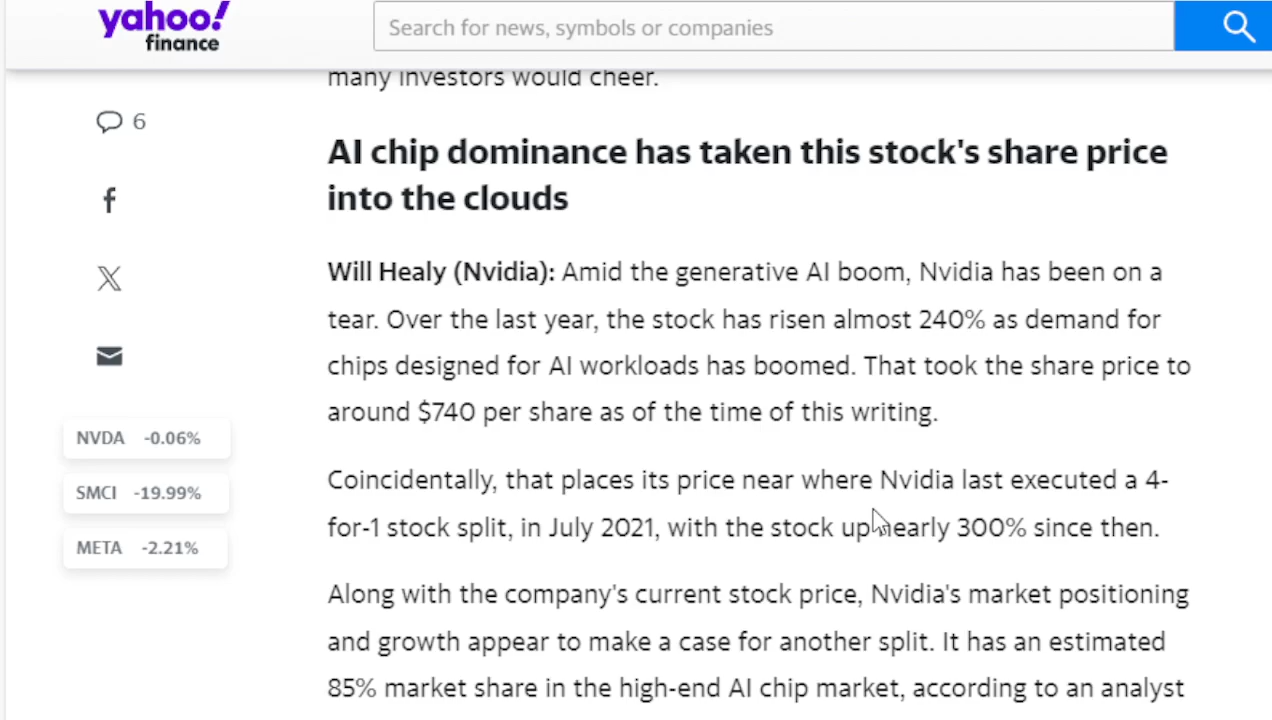 yahoo!
finance
Search for news, symbols or companies
many investors would cheer.
6
AI chip dominance has taken this stock's share price
into the clouds
Will Healy (Nvidia): Amid the generative AI boom, Nvidia has been on a
tear. Over the last year, the stock has risen almost 240% as demand for
chips designed for AI workloads has boomed. That took the share price to
around $740 per share as of the time of this writing.
NVDA -0.06%
SMCI -19.99%
META -2.21%
Coincidentally, that places its price near where Nvidia last executed a 4-
for-1 stock split, in July 2021, with the stock up nearly 300% since then.
Along with the company's current stock price, Nvidia's market positioning
and growth appear to make a case for another split. It has an estimated
85% market share in the high-end AI chip market, according to an analyst